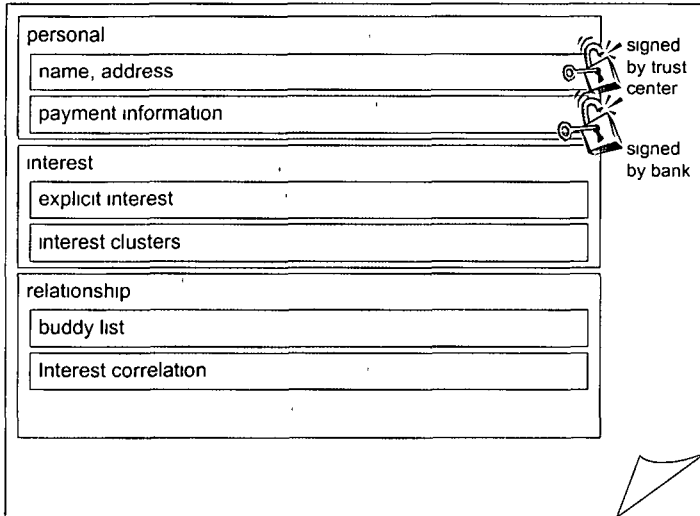 personal
name, address
payment information
signed
by trust
center
signed
by bank
interest
explicit interest
interest clusters
relationship
buddy list
Interest correlation